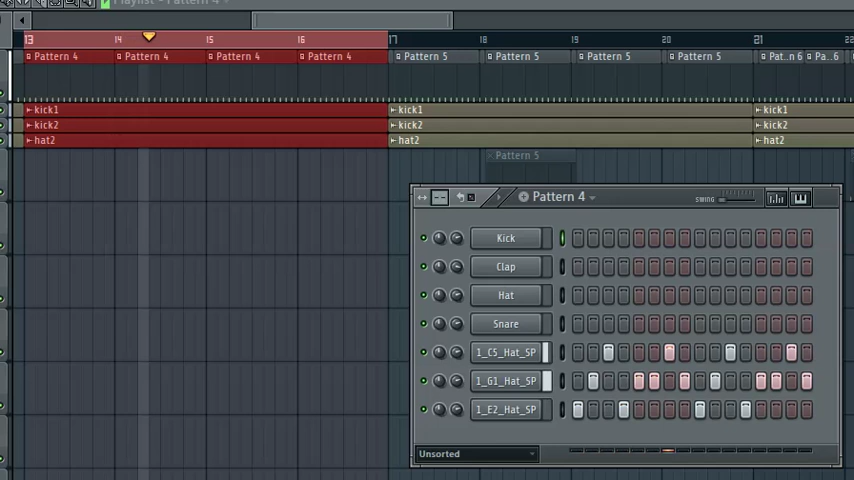 Playlist - Pattern 4
13 14 15 16 17 18 19 20 21
Pattern 4 Pattern 4 Pattern 4 Pattern 4 Pattern 5 Pattern 5 Pattern 5 Pattern 5 Pat..n 6 Pa..6
kick1 kick1 kick1
kick2 kick2 kick2
hat2 hat2 hat2
Pattern 5
Pattern 4
SWING
Kick
Clap
Hat
Snare
1_C5_Hat_SP
1_G1_Hat_SP
1_E2_Hat_SP
Unsorted